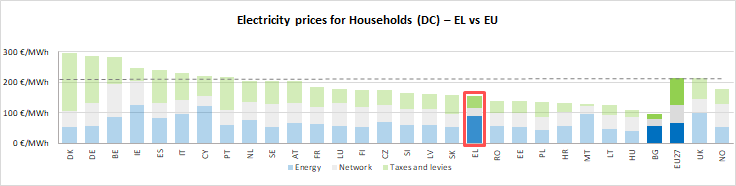 Electricity prices for Households (DC) – EL vs EU
300 €/MWh
200 €/MWh
100 €/MWh
0 €/MWh
DK DE BE IE ES IT CY PT NL SE AT FR LU FI CZ SI LV SK EL RO EE PL HR MT LT HU BG EU27 UK NO
Energy Network Taxes and levies